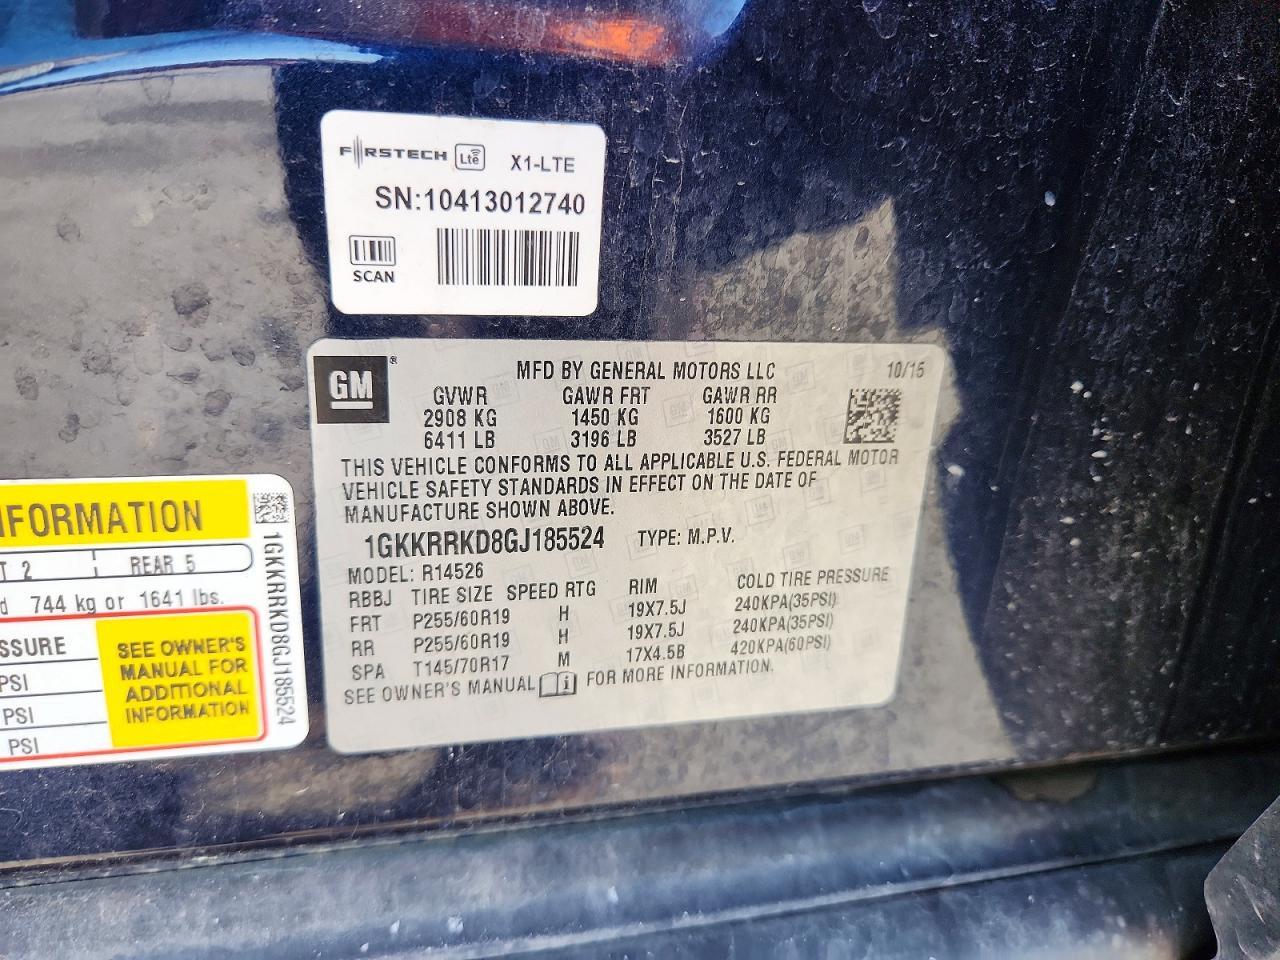 FIRSTECH Lte X1-LTE
SN:10413012740
SCAN
GM ®
MFD BY GENERAL MOTORS LLC 10/15
GVWR GAWR FRT GAWR RR
2908 KG 1450 KG 1600 KG
6411 LB 3196 LB 3527 LB
THIS VEHICLE CONFORMS TO ALL APPLICABLE U.S. FEDERAL MOTOR
VEHICLE SAFETY STANDARDS IN EFFECT ON THE DATE OF
MANUFACTURE SHOWN ABOVE.
1GKKRRKD8GJ185524 TYPE: M.P.V.
MODEL: R14526
RBBJ TIRE SIZE SPEED RTG RIM COLD TIRE PRESSURE
FRT P255/60R19 H 19X7.5J 240KPA(35PSI)
RR P255/60R19 H 19X7.5J 240KPA(35PSI)
SPA T145/70R17 M 17X4.5B 420KPA(60PSI)
SEE OWNER'S MANUAL FOR MORE INFORMATION.
NFORMATION
T 2 REAR 5
d 744 kg or 1641 lbs.
SSURE
PSI
PSI
PSI
SEE OWNER'S
MANUAL FOR
ADDITIONAL
INFORMATION
1GKKRRKD8GJ185524